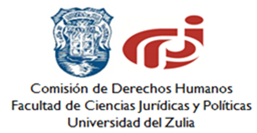 Comisión de Derechos Humanos
Facultad de Ciencias Jurídicas y Políticas
Universidad del Zulia